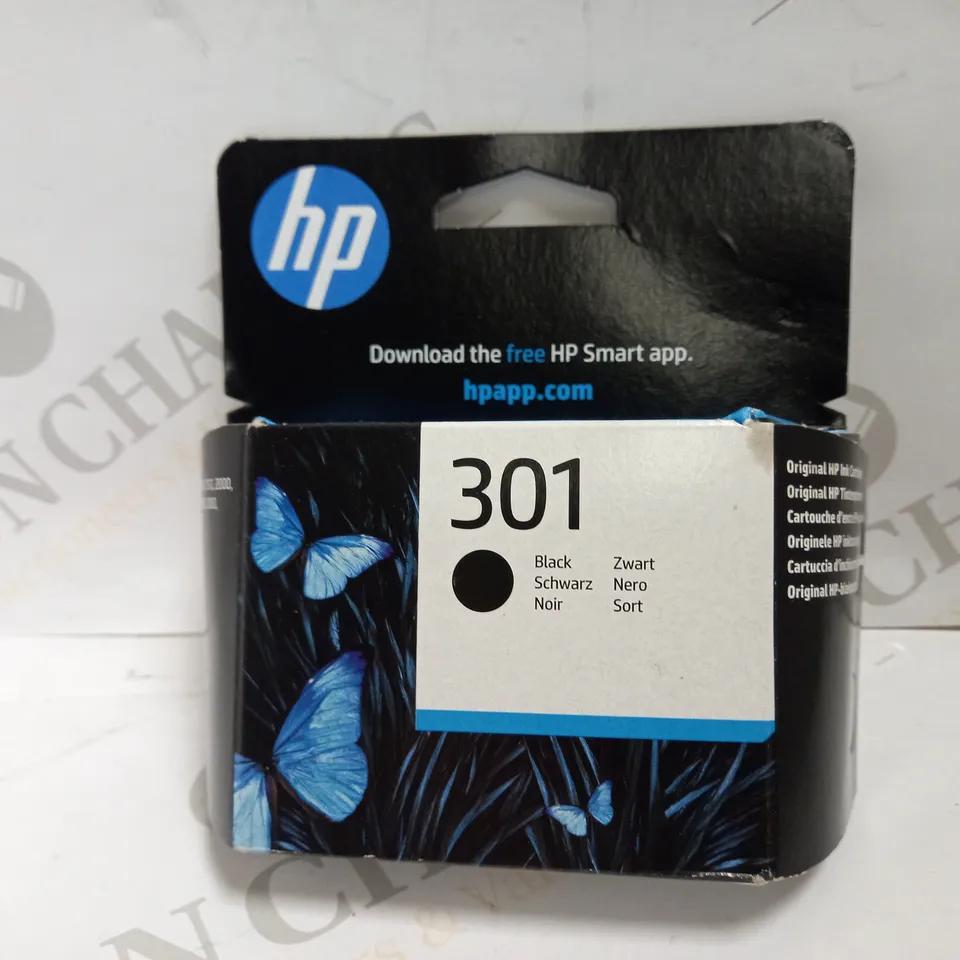 hp
Download the free HP Smart app.
hpapp.com
301
Black Zwart
Schwarz Nero
Noir Sort
Original HP Ink
Original HP
Cartouche
Originele HP
Cartuccia
Original
2000,